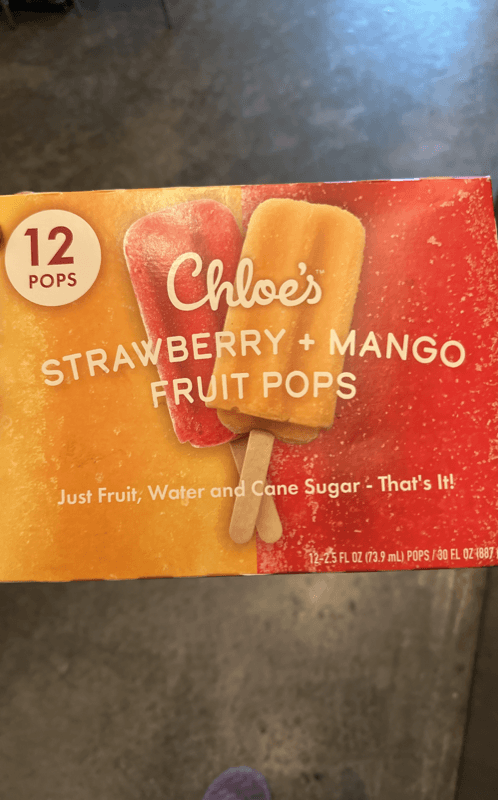 12
POPS
Chloe's™
STRAWBERRY + MANGO
FRUIT POPS
Just Fruit, Water and Cane Sugar - That's It!
12-2.5 FL OZ (73.9 mL) POPS / 30 FL OZ (887